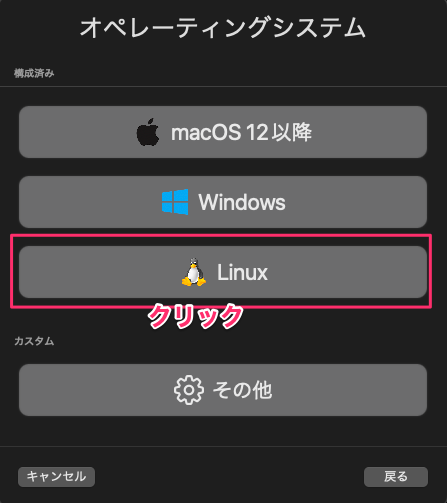 オペレーティングシステム
構成済み
macOS 12以降
Windows
Linux
クリック
カスタム
その他
キャンセル
戻る